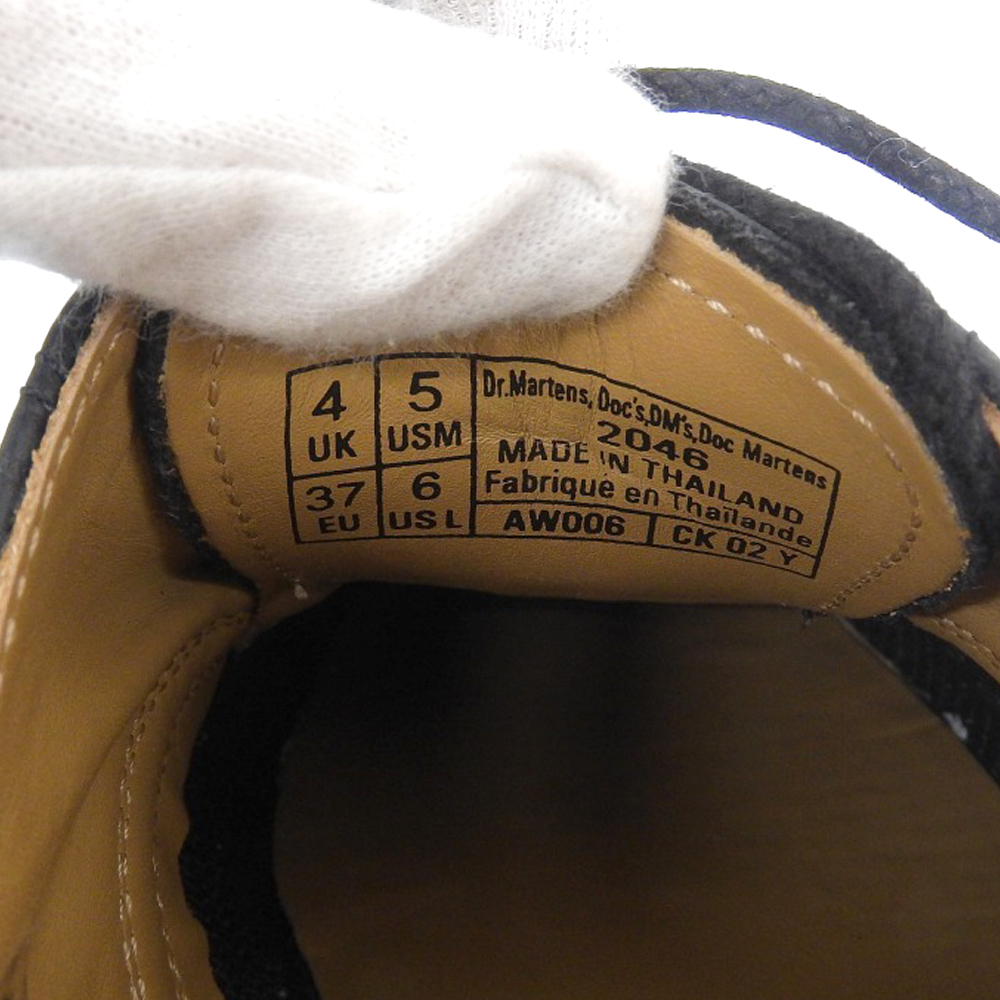 4
UK
5
USM
37
EU
6
US L
Dr.Martens, Doc's,DM's,Doc Martens
2046
MADE IN THAILAND
Fabriqué en Thaïlande
AW006
CK 02 Y